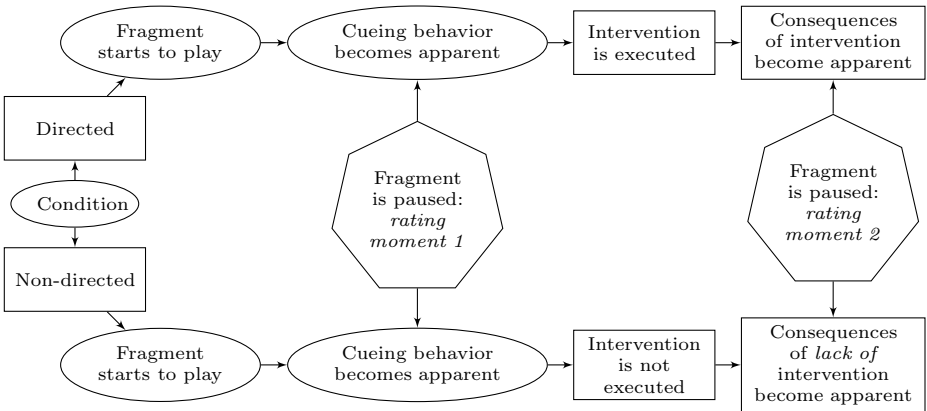 Fragment
starts to play
Cueing behavior
becomes apparent
Intervention
is executed
Consequences
of intervention
become apparent
Directed
Condition
Non-directed
Fragment
is paused:
rating
moment 1
Fragment
is paused:
rating
moment 2
Fragment
starts to play
Cueing behavior
becomes apparent
Intervention
is not
executed
Consequences
of lack of
intervention
become apparent